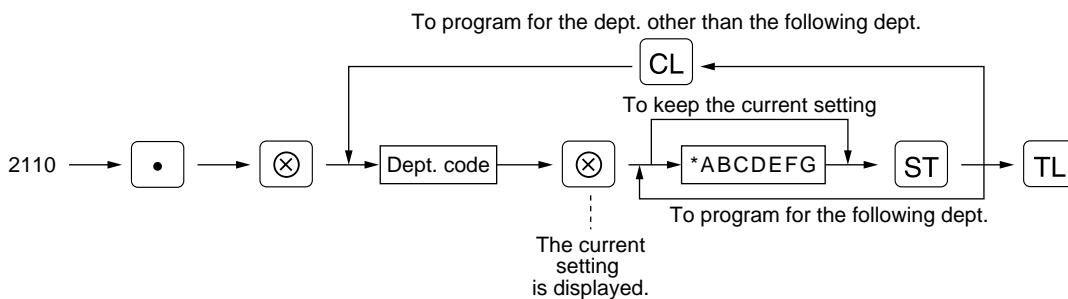 To program for the dept. other than the following dept.
CL
To keep the current setting
2110 • ⊗ Dept. code ⊗ *ABCDEFG ST TL
To program for the following dept.
The current
setting
is displayed.